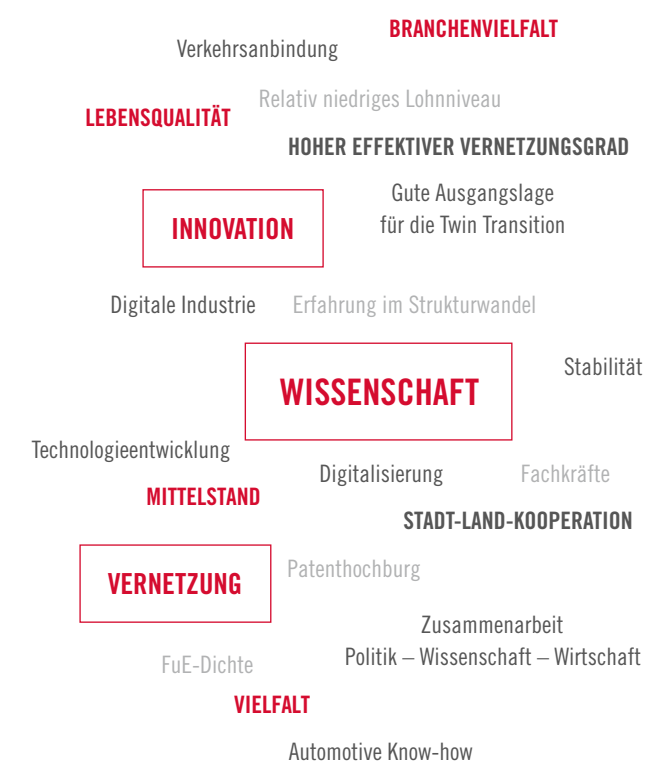 BRANCHENVIELFALT
Verkehrsanbindung
Relativ niedriges Lohnniveau
LEBENSQUALITÄT
HOHER EFFEKTIVER VERNETZUNGSGRAD
Gute Ausgangslage
für die Twin Transition
INNOVATION
Digitale Industrie
Erfahrung im Strukturwandel
Stabilität
WISSENSCHAFT
Technologieentwicklung
Digitalisierung
Fachkräfte
MITTELSTAND
STADT-LAND-KOOPERATION
Patenthochburg
VERNETZUNG
Zusammenarbeit
Politik – Wissenschaft – Wirtschaft
FuE-Dichte
VIELFALT
Automotive Know-how